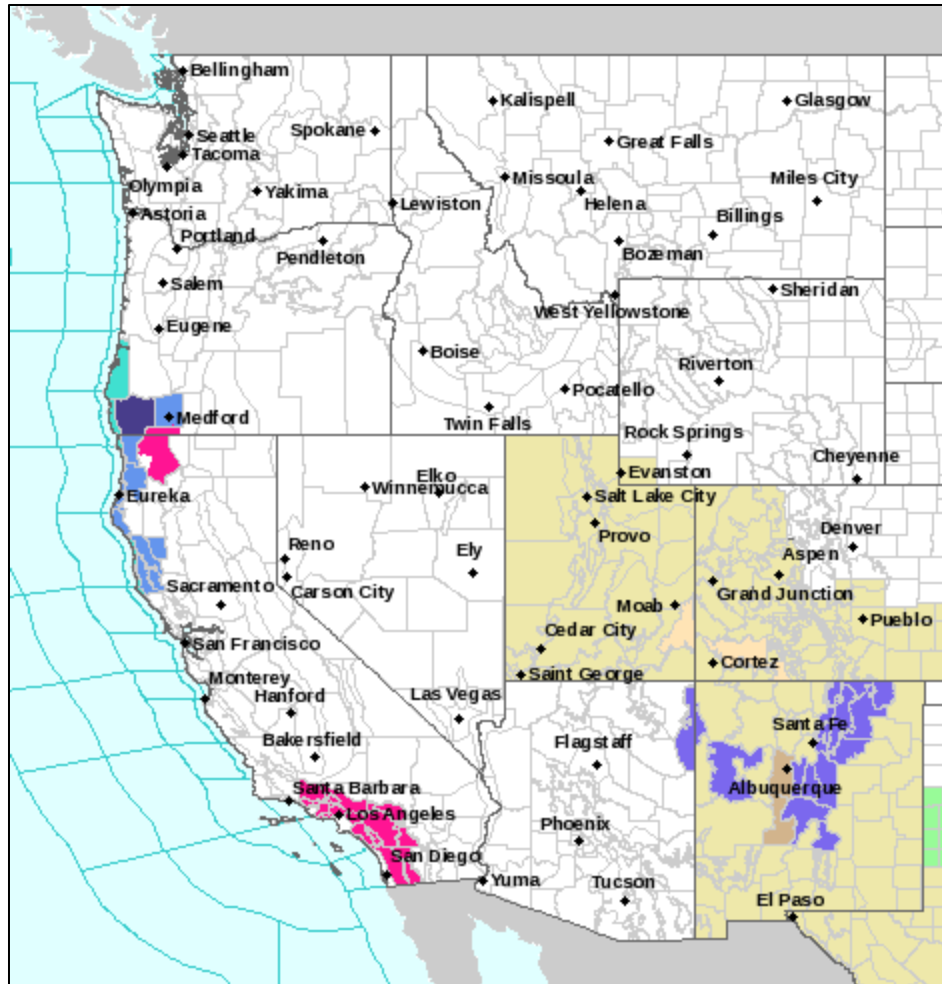 Bellingham
Kalispell
Glasgow
Seattle
Spokane
Great Falls
Tacoma
Olympia
Yakima
Missoula
Helena
Miles City
Lewiston
Astoria
Billings
Portland
Pendleton
Bozeman
Salem
Sheridan
West Yellowstone
Eugene
Boise
Riverton
Pocatello
Medford
Twin Falls
Rock Springs
Cheyenne
Evanston
Elko
Winnemucca
Eureka
Salt Lake City
Provo
Denver
Reno
Ely
Aspen
Carson City
Grand Junction
Sacramento
Moab
Pueblo
Cedar City
San Francisco
Cortez
Saint George
Monterey
Hanford
Las Vegas
Santa Fe
Bakersfield
Flagstaff
Santa Barbara
Albuquerque
Los Angeles
Phoenix
San Diego
Yuma
Tucson
El Paso